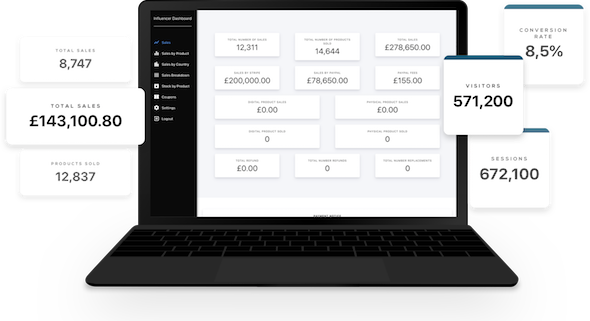 TOTAL SALES
8,747
TOTAL SALES
£143,100.80
PRODUCTS SOLD
12,837
Influencer Dashboard
Sales
Sales by Product
Sales by Country
Sales Breakdown
Stock by Product
Coupons
Settings
Logout
TOTAL NUMBER OF SALES
12,311
TOTAL NUMBER OF PRODUCTS SOLD
14,644
TOTAL SALES
£278,650.00
SALES BY STRIPE
£200,000.00
SALES BY PAYPAL
£78,650.00
PAYPAL FEES
£155.00
DIGITAL PRODUCT SALES
£0.00
PHYSICAL PRODUCT SALES
£0.00
DIGITAL PRODUCT SOLD
0
PHYSICAL PRODUCT SOLD
0
TOTAL REFUND
£0.00
TOTAL NUMBER REFUNDS
0
TOTAL NUMBER REPLACEMENTS
0
CONVERSION
RATE
8,5%
VISITORS
571,200
SESSIONS
672,100